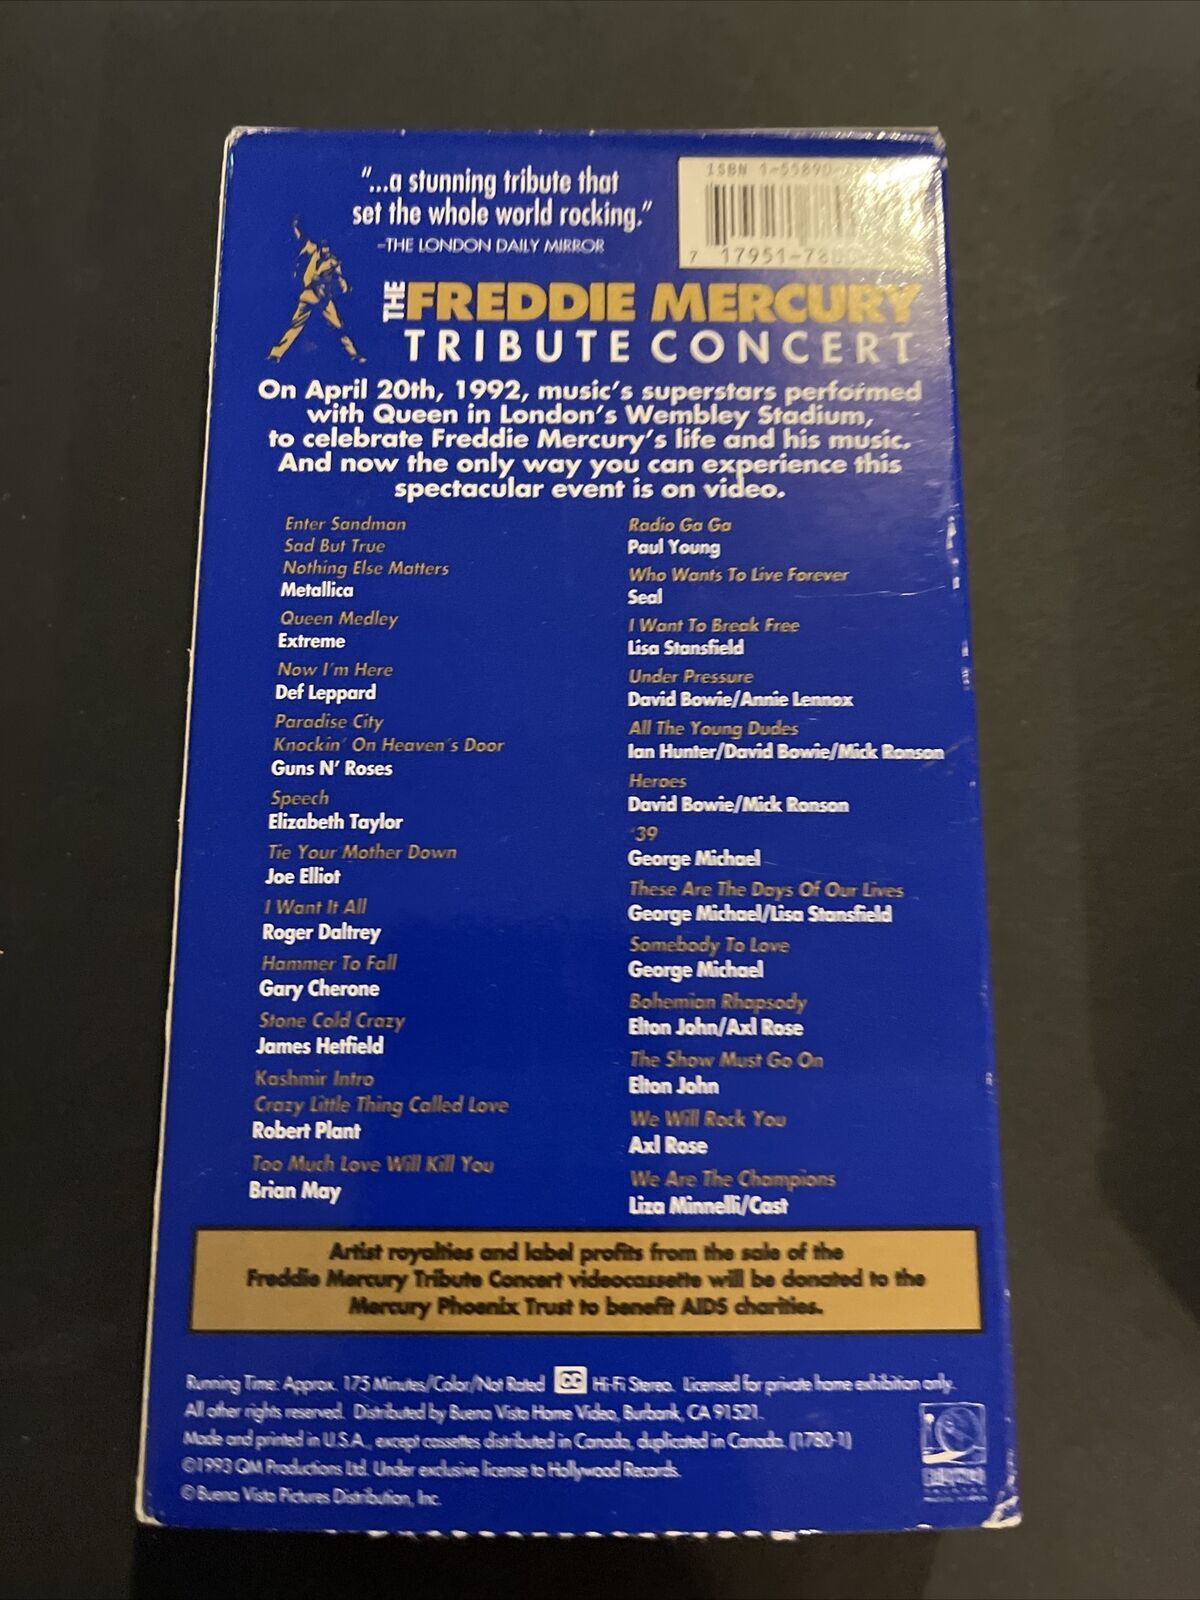 "...a stunning tribute that
set the whole world rocking."
–THE LONDON DAILY MIRROR
ISBN 1-55890-
7 17951-780
THE FREDDIE MERCURY
TRIBUTE CONCERT
On April 20th, 1992, music's superstars performed
with Queen in London's Wembley Stadium,
to celebrate Freddie Mercury's life and his music.
And now the only way you can experience this
spectacular event is on video.
Enter Sandman
Sad But True
Nothing Else Matters
Metallica
Queen Medley
Extreme
Now I'm Here
Def Leppard
Paradise City
Knockin' On Heaven's Door
Guns N' Roses
Speech
Elizabeth Taylor
Tie Your Mother Down
Joe Elliot
I Want It All
Roger Daltrey
Hammer To Fall
Gary Cherone
Stone Cold Crazy
James Hetfield
Kashmir Intro
Crazy Little Thing Called Love
Robert Plant
Too Much Love Will Kill You
Brian May
Radio Ga Ga
Paul Young
Who Wants To Live Forever
Seal
I Want To Break Free
Lisa Stansfield
Under Pressure
David Bowie/Annie Lennox
All The Young Dudes
Ian Hunter/David Bowie/Mick Ronson
Heroes
David Bowie/Mick Ronson
'39
George Michael
These Are The Days Of Our Lives
George Michael/Lisa Stansfield
Somebody To Love
George Michael
Bohemian Rhapsody
Elton John/Axl Rose
The Show Must Go On
Elton John
We Will Rock You
Axl Rose
We Are The Champions
Liza Minnelli/Cast
Artist royalties and label profits from the sale of the
Freddie Mercury Tribute Concert videocassette will be donated to the
Mercury Phoenix Trust to benefit AIDS charities.
Running Time: Approx. 175 Minutes/Color/Not Rated CC Hi-Fi Stereo. Licensed for private home exhibition only.
All other rights reserved. Distributed by Buena Vista Home Video, Burbank, CA 91521.
Made and printed in U.S.A., except cassettes distributed in Canada, duplicated in Canada. (1780-1)
©1993 QM Productions Ltd. Under exclusive license to Hollywood Records.
© Buena Vista Pictures Distribution, Inc.